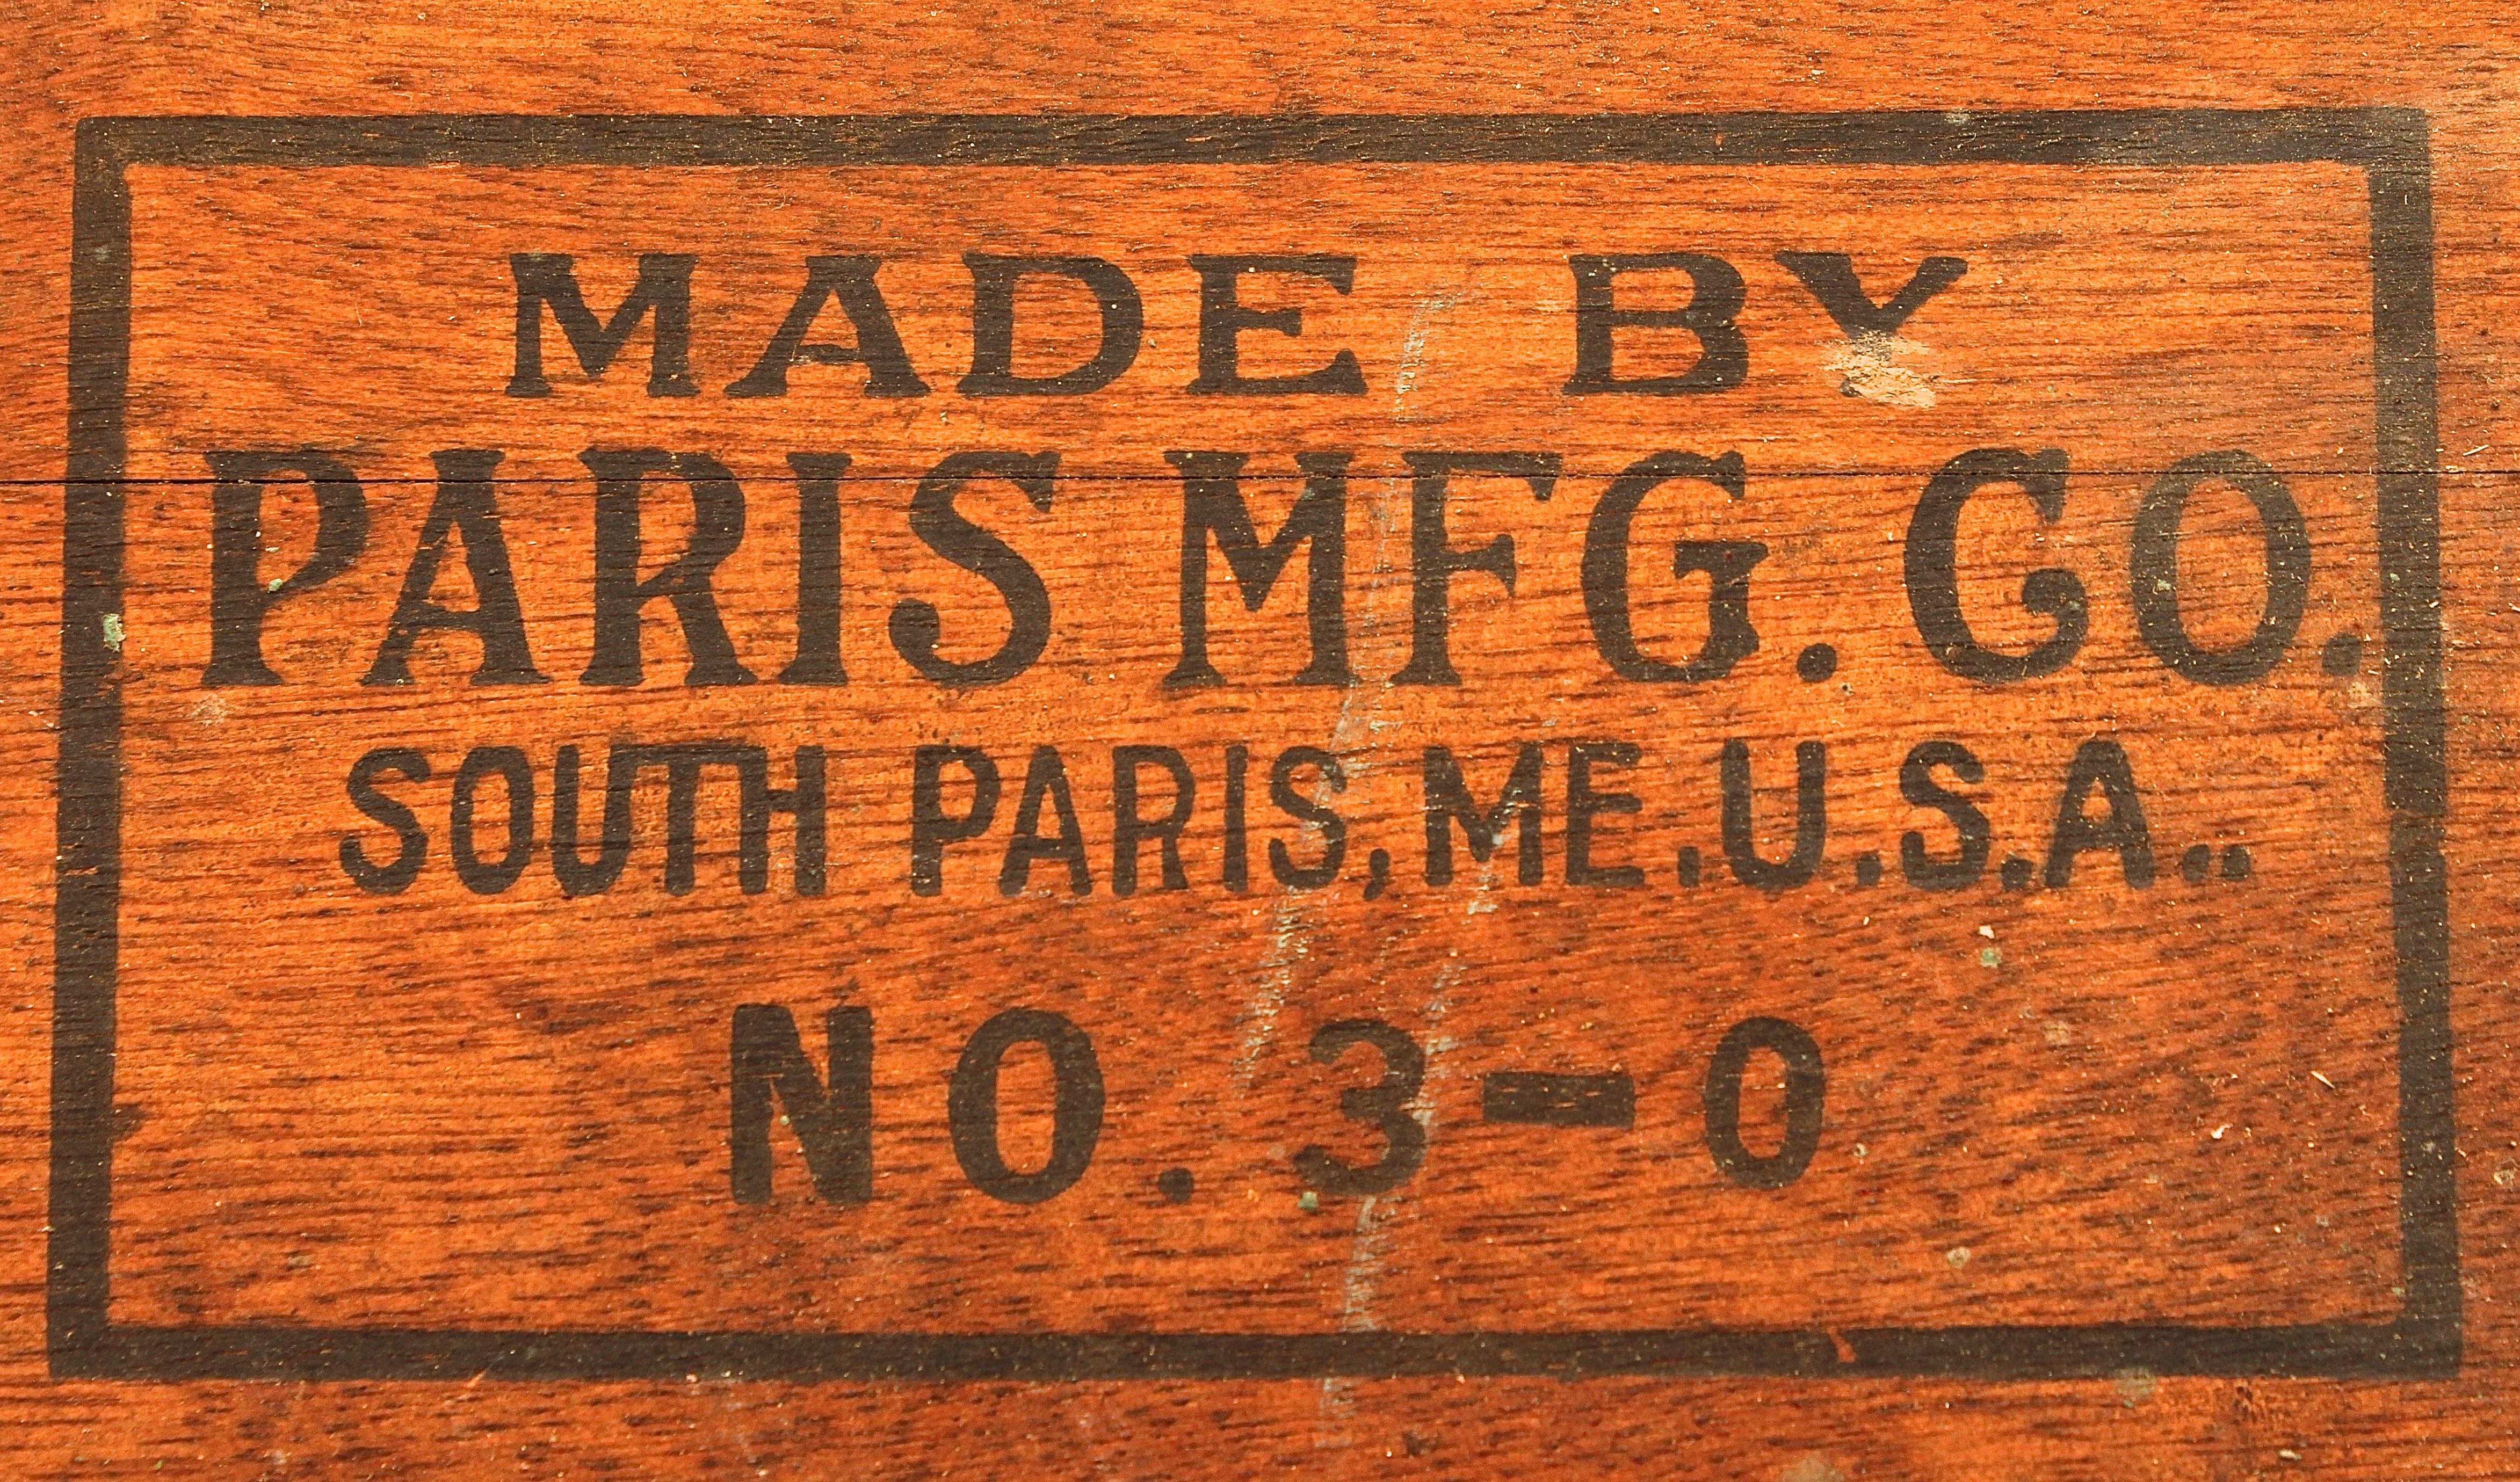 MADE BY
PARIS MFG. CO.
SOUTH PARIS, ME. U.S.A..
NO. 3-0